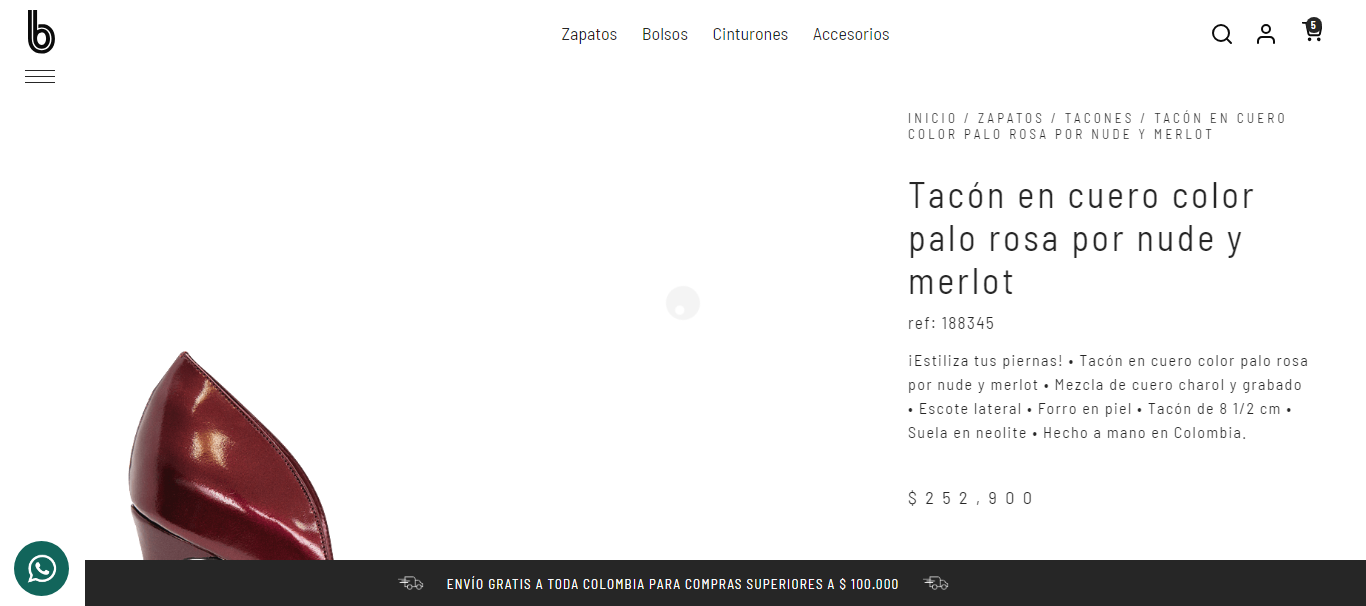 b
Zapatos Bolsos Cinturones Accesorios
5
INICIO / ZAPATOS / TACONES / TACÓN EN CUERO
COLOR PALO ROSA POR NUDE Y MERLOT
Tacón en cuero color
palo rosa por nude y
merlot
ref: 188345
¡Estiliza tus piernas! • Tacón en cuero color palo rosa
por nude y merlot • Mezcla de cuero charol y grabado
• Escote lateral • Forro en piel • Tacón de 8 1/2 cm •
Suela en neolite • Hecho a mano en Colombia.
$252,900
ENVÍO GRATIS A TODA COLOMBIA PARA COMPRAS SUPERIORES A $ 100.000